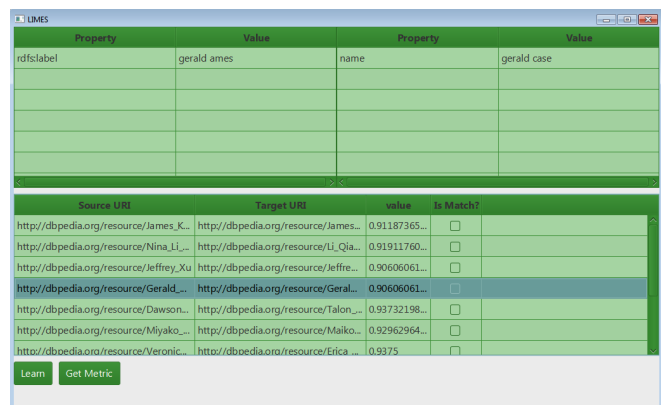 LIMES
Property Value Property Value
rdfs:label gerald ames name gerald case
Source URI Target URI value Is Match?
http://dbpedia.org/resource/James_K... http://dbpedia.org/resource/James... 0.91187365...
http://dbpedia.org/resource/Nina_Li_... http://dbpedia.org/resource/Li_Qia... 0.91911760...
http://dbpedia.org/resource/Jeffrey_Xu http://dbpedia.org/resource/Jeffre... 0.90606061...
http://dbpedia.org/resource/Gerald_... http://dbpedia.org/resource/Geral... 0.90606061...
http://dbpedia.org/resource/Dawson... http://dbpedia.org/resource/Talon_... 0.93732198...
http://dbpedia.org/resource/Miyako_... http://dbpedia.org/resource/Maiko... 0.92962964...
http://dbpedia.org/resource/Veronic... http://dbpedia.org/resource/Erica_... 0.9375
Learn Get Metric